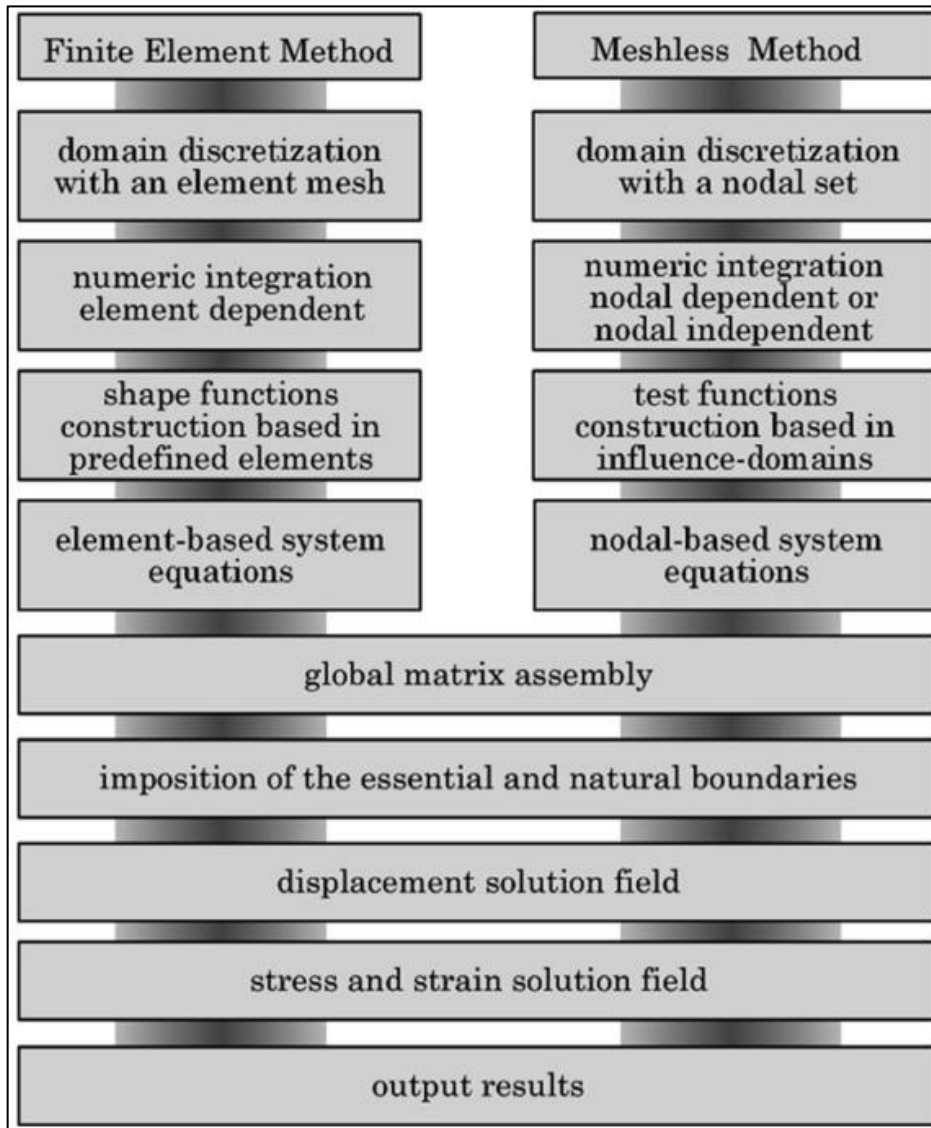 Finite Element Method
Meshless Method
domain discretization
with an element mesh
domain discretization
with a nodal set
numeric integration
element dependent
numeric integration
nodal dependent or
nodal independent
shape functions
construction based in
predefined elements
test functions
construction based in
influence-domains
element-based system
equations
nodal-based system
equations
global matrix assembly
imposition of the essential and natural boundaries
displacement solution field
stress and strain solution field
output results